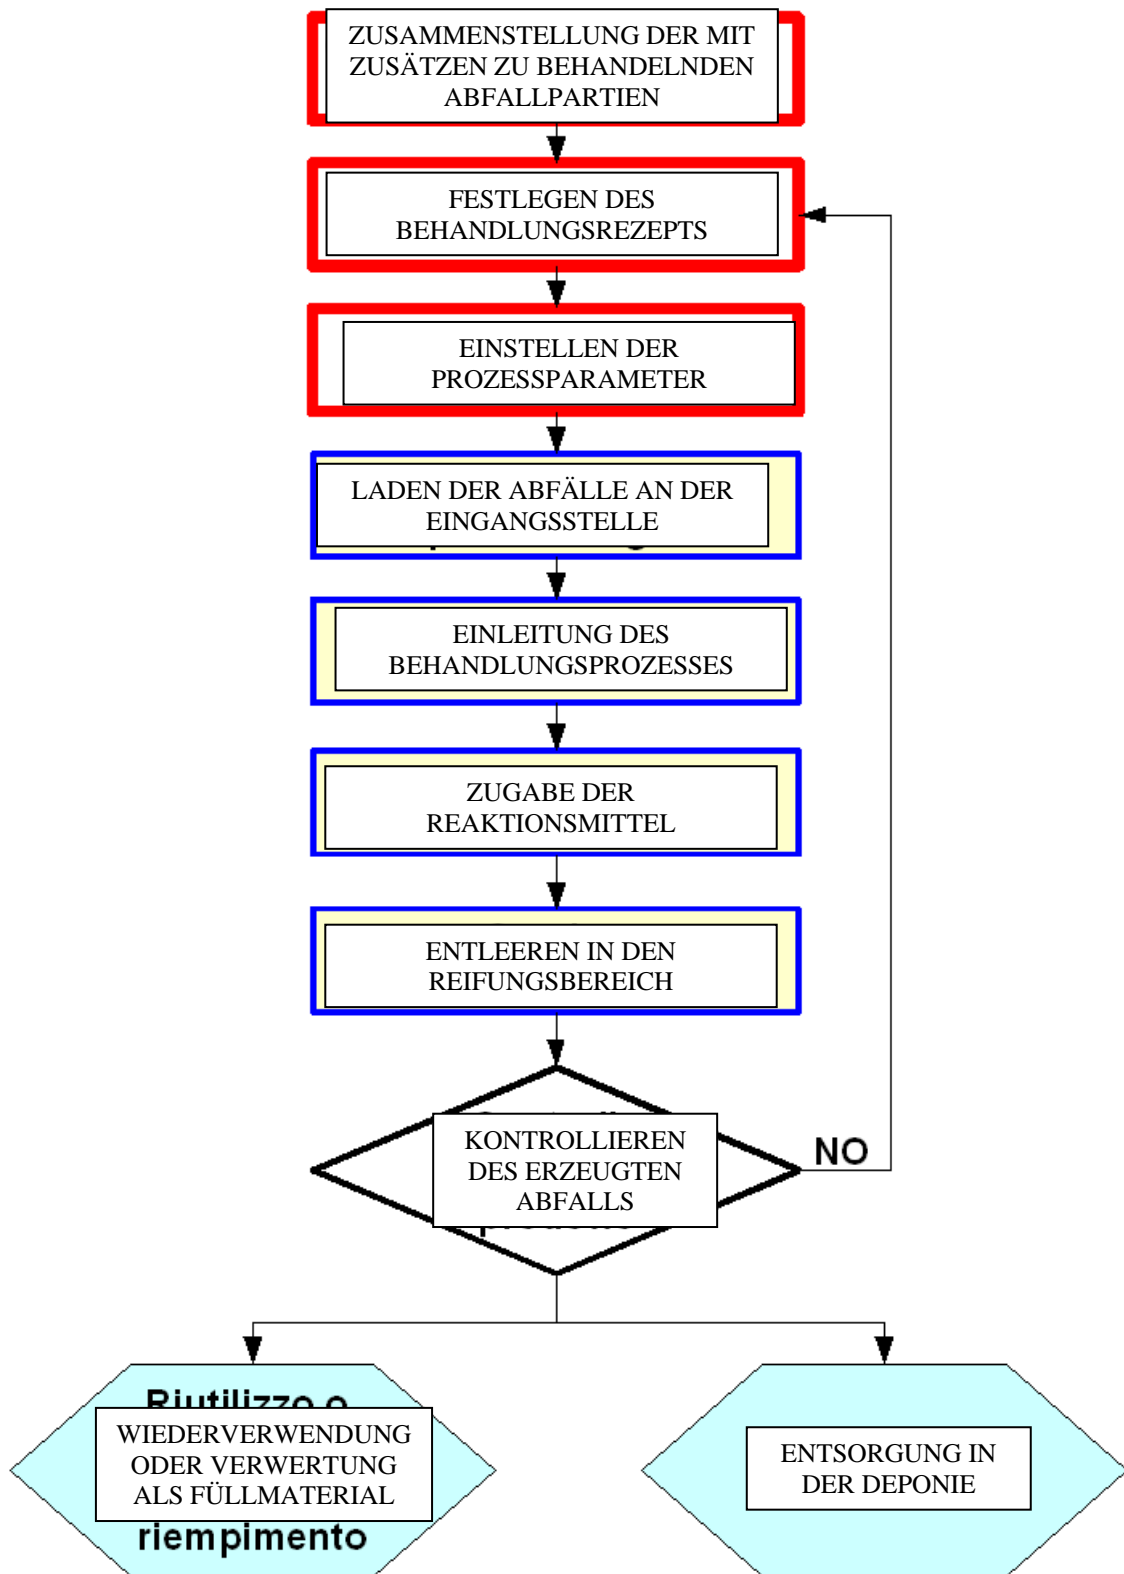 ZUSAMMENSTELLUNG DER MIT
ZUSÄTZEN ZU BEHANDELNDEN
ABFALLPARTIEN
FESTLEGEN DES
BEHANDLUNGSREZEPTS
EINSTELLEN DER
PROZESSPARAMETER
LADEN DER ABFÄLLE AN DER
EINGANGSSTELLE
EINLEITUNG DES
BEHANDLUNGSPROZESSES
ZUGABE DER
REAKTIONSMITTEL
ENTLEEREN IN DEN
REIFUNGSBEREICH
KONTROLLIEREN
DES ERZEUGTEN
ABFALLS
NO
Riutilizzo o
WIEDERVERWENDUNG
ODER VERWERTUNG
ALS FÜLLMATERIAL
riempimento
ENTSORGUNG IN
DER DEPONIE